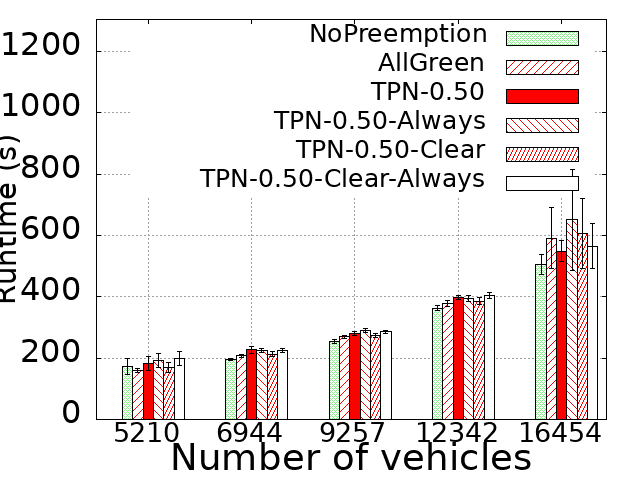 1200
1000
800
600
400
200
0
Runtime (s)
NoPreemption
AllGreen
TPN-0.50
TPN-0.50-Always
TPN-0.50-Clear
TPN-0.50-Clear-Always
5210 6944 9257 12342 16454
Number of vehicles